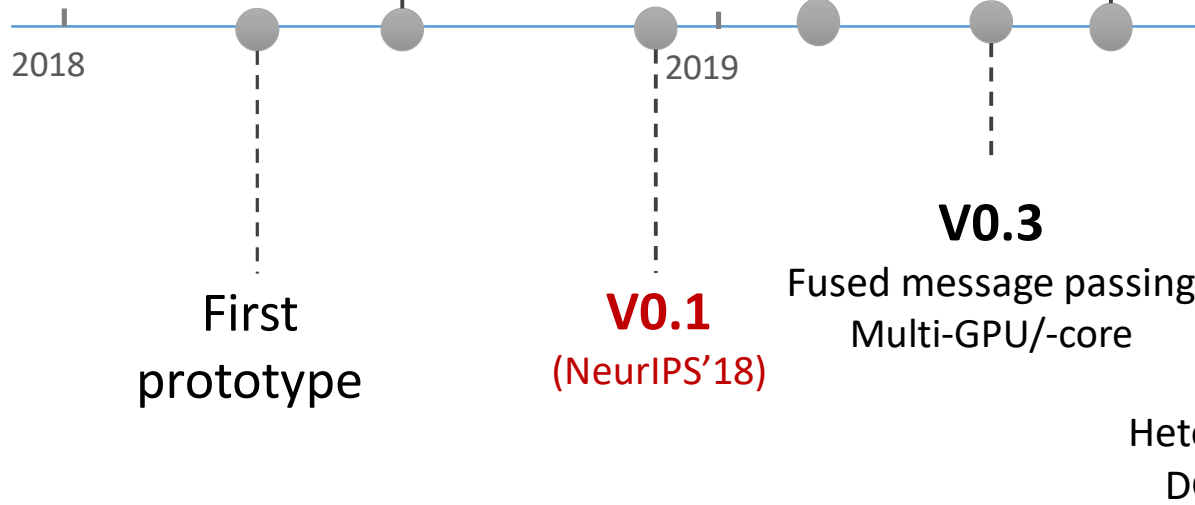 2018
2019
First
prototype
V0.1
(NeurIPS’18)
V0.3
Fused message passing
Multi-GPU/-core